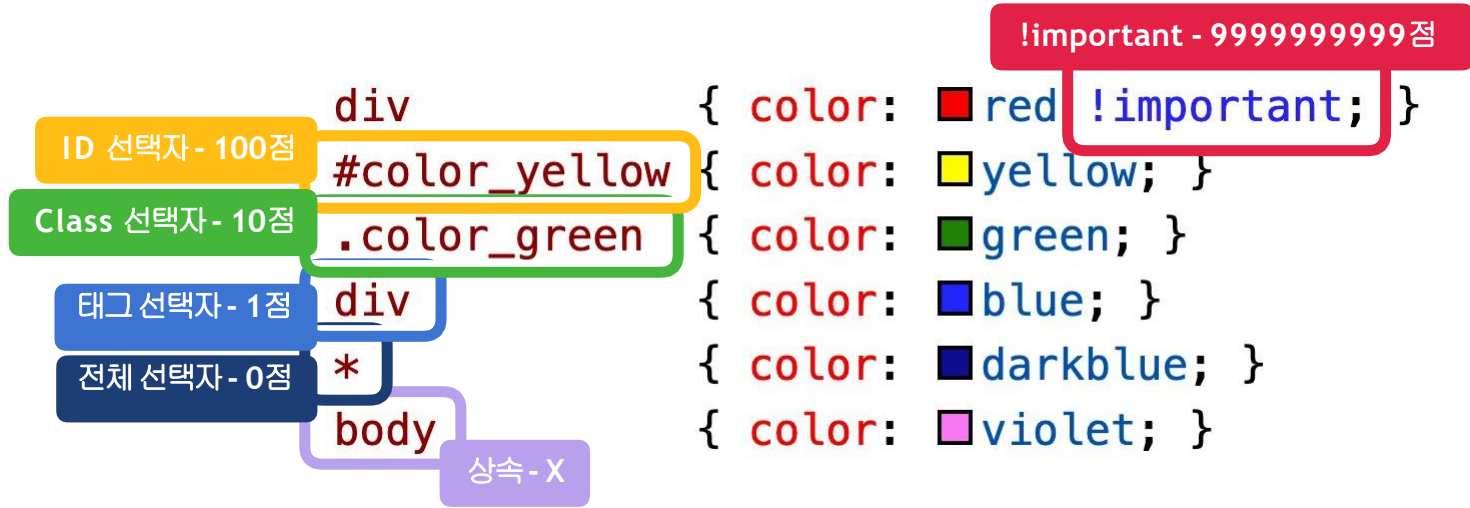 !important - 9999999999점
div { color: red !important; }
ID 선택자 - 100점
#color_yellow { color: yellow; }
Class 선택자 - 10점
.color_green { color: green; }
태그 선택자 - 1점
div { color: blue; }
전체 선택자 - 0점
* { color: darkblue; }
body { color: violet; }
상속 - X